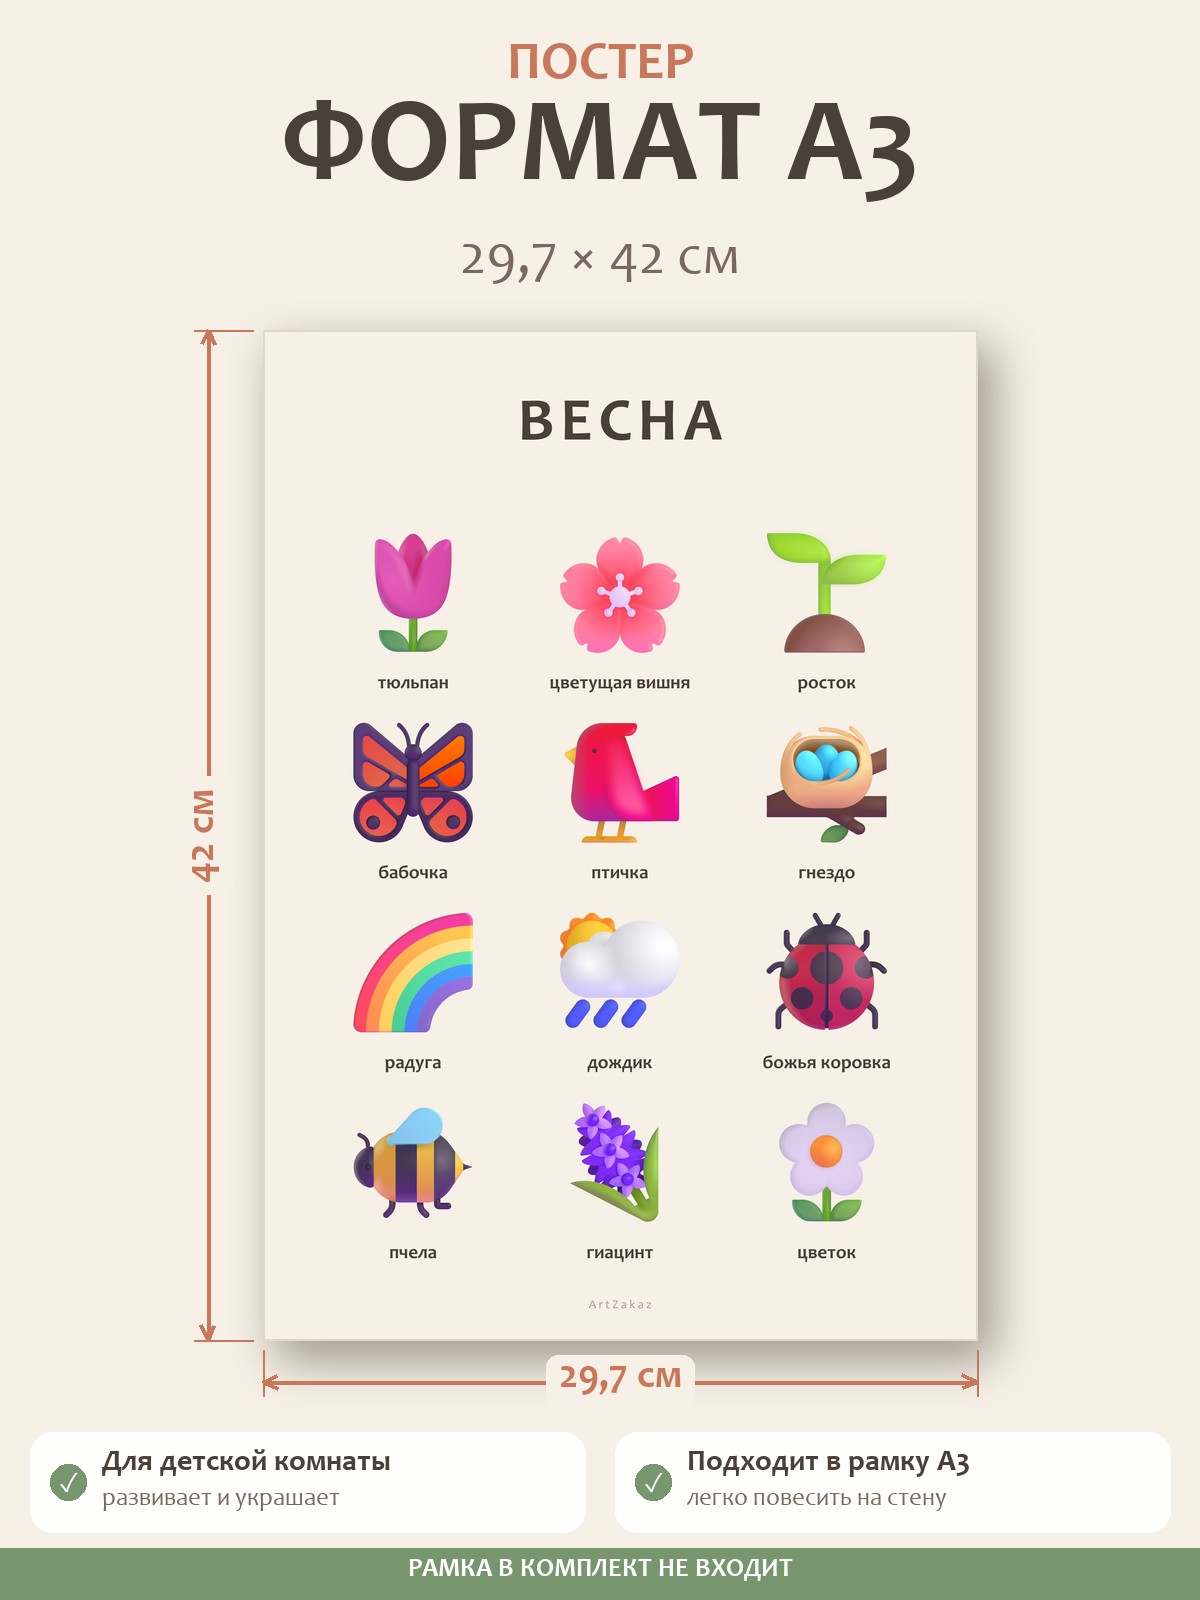 ПОСТЕР
ФОРМАТ А3
29,7 × 42 см
ВЕСНА
тюльпан
цветущая вишня
росток
бабочка
птичка
гнездо
42 см
радуга
дождик
божья коровка
пчела
гиацинт
цветок
ArtZakaz
29,7 см
Для детской комнаты
развивает и украшает
Подходит в рамку А3
легко повесить на стену
РАМКА В КОМПЛЕКТ НЕ ВХОДИТ